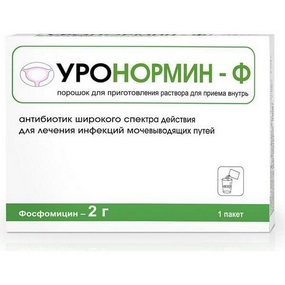 УРОНОРМИН - Ф
порошок для приготовления раствора для приема внутрь
антибиотик широкого спектра действия
для лечения инфекций мочевыводящих путей
Фосфомицин – 2 г
1 пакет